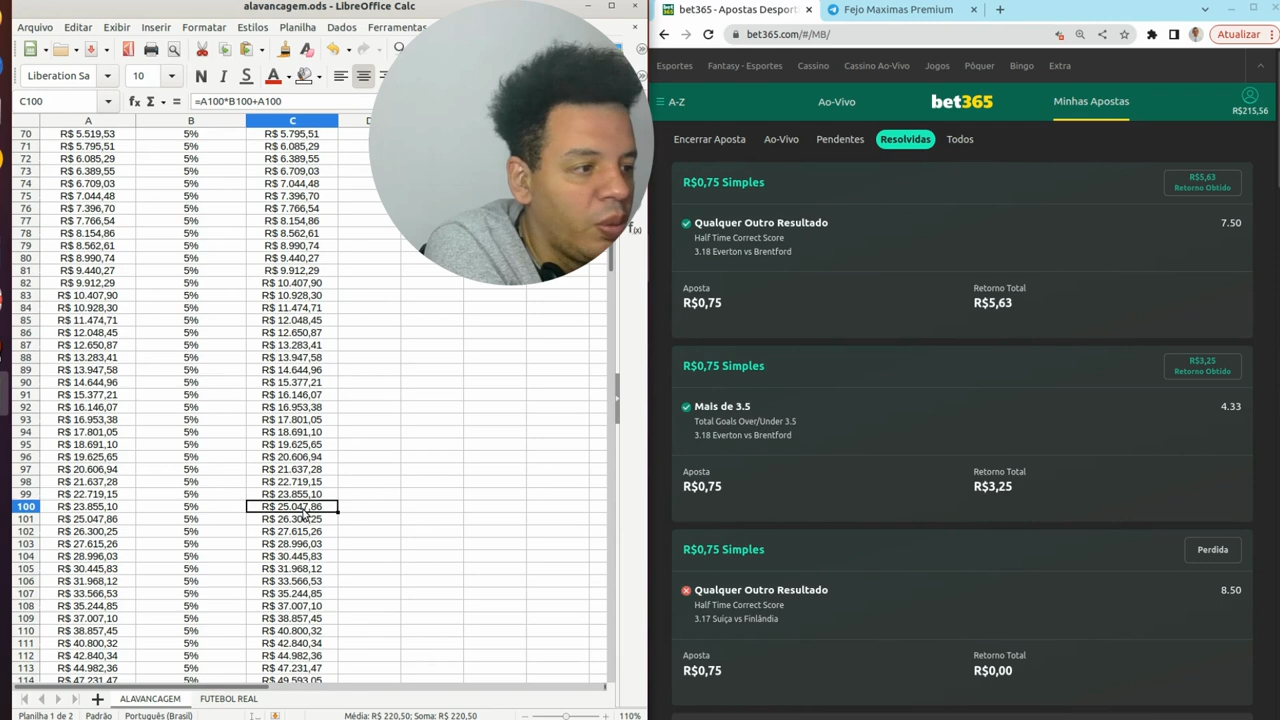 alavancagem.ods - LibreOffice Calc
Arquivo Editar Exibir Inserir Formatar Estilos Planilha Dados Ferramentas
Liberation Sa 10 N I S A
C100 fx Σ = =A100*B100+A100
A B C D
70 R$ 5.519,53 5% R$ 5.795,51
71 R$ 5.795,51 5% R$ 6.085,29
72 R$ 6.085,29 5% R$ 6.389,55
73 R$ 6.389,55 5% R$ 6.709,03
74 R$ 6.709,03 5% R$ 7.044,48
75 R$ 7.044,48 5% R$ 7.396,70
76 R$ 7.396,70 5% R$ 7.766,54
77 R$ 7.766,54 5% R$ 8.154,86
78 R$ 8.154,86 5% R$ 8.562,61
79 R$ 8.562,61 5% R$ 8.990,74
80 R$ 8.990,74 5% R$ 9.440,27
81 R$ 9.440,27 5% R$ 9.912,29
82 R$ 9.912,29 5% R$ 10.407,90
83 R$ 10.407,90 5% R$ 10.928,30
84 R$ 10.928,30 5% R$ 11.474,71
85 R$ 11.474,71 5% R$ 12.048,45
86 R$ 12.048,45 5% R$ 12.650,87
87 R$ 12.650,87 5% R$ 13.283,41
88 R$ 13.283,41 5% R$ 13.947,58
89 R$ 13.947,58 5% R$ 14.644,96
90 R$ 14.644,96 5% R$ 15.377,21
91 R$ 15.377,21 5% R$ 16.146,07
92 R$ 16.146,07 5% R$ 16.953,38
93 R$ 16.953,38 5% R$ 17.801,05
94 R$ 17.801,05 5% R$ 18.691,10
95 R$ 18.691,10 5% R$ 19.625,65
96 R$ 19.625,65 5% R$ 20.606,94
97 R$ 20.606,94 5% R$ 21.637,28
98 R$ 21.637,28 5% R$ 22.719,15
99 R$ 22.719,15 5% R$ 23.855,10
100 R$ 23.855,10 5% R$ 25.047,86
101 R$ 25.047,86 5% R$ 26.300,25
102 R$ 26.300,25 5% R$ 27.615,26
103 R$ 27.615,26 5% R$ 28.996,03
104 R$ 28.996,03 5% R$ 30.445,83
105 R$ 30.445,83 5% R$ 31.968,12
106 R$ 31.968,12 5% R$ 33.566,53
107 R$ 33.566,53 5% R$ 35.244,85
108 R$ 35.244,85 5% R$ 37.007,10
109 R$ 37.007,10 5% R$ 38.857,45
110 R$ 38.857,45 5% R$ 40.800,32
111 R$ 40.800,32 5% R$ 42.840,34
112 R$ 42.840,34 5% R$ 44.982,36
113 R$ 44.982,36 5% R$ 47.231,47
114 R$ 47.231,47 5% R$ 49.593,05
ALAVANCAGEM FUTEBOL REAL
Planilha 1 de 2 Padrão Português (Brasil) Média: R$ 220,50; Soma: R$ 220,50 110%
bet365 - Apostas Desport Fejo Maximas Premium
bet365.com/#/MB/ Atualizar
Esportes Fantasy - Esportes Cassino Cassino Ao-Vivo Jogos Pôquer Bingo Extra
A-Z Ao-Vivo bet365 Minhas Apostas R$215,56
Encerrar Aposta Ao-Vivo Pendentes Resolvidas Todos
R$0,75 Simples R$5,63
Retorno Obtido
Qualquer Outro Resultado 7.50
Half Time Correct Score
3.18 Everton vs Brentford
Aposta Retorno Total
R$0,75 R$5,63
R$0,75 Simples R$3,25
Retorno Obtido
Mais de 3.5 4.33
Total Goals Over/Under 3.5
3.18 Everton vs Brentford
Aposta Retorno Total
R$0,75 R$3,25
R$0,75 Simples Perdida
Qualquer Outro Resultado 8.50
Half Time Correct Score
3.17 Suíça vs Finlândia
Aposta Retorno Total
R$0,75 R$0,00